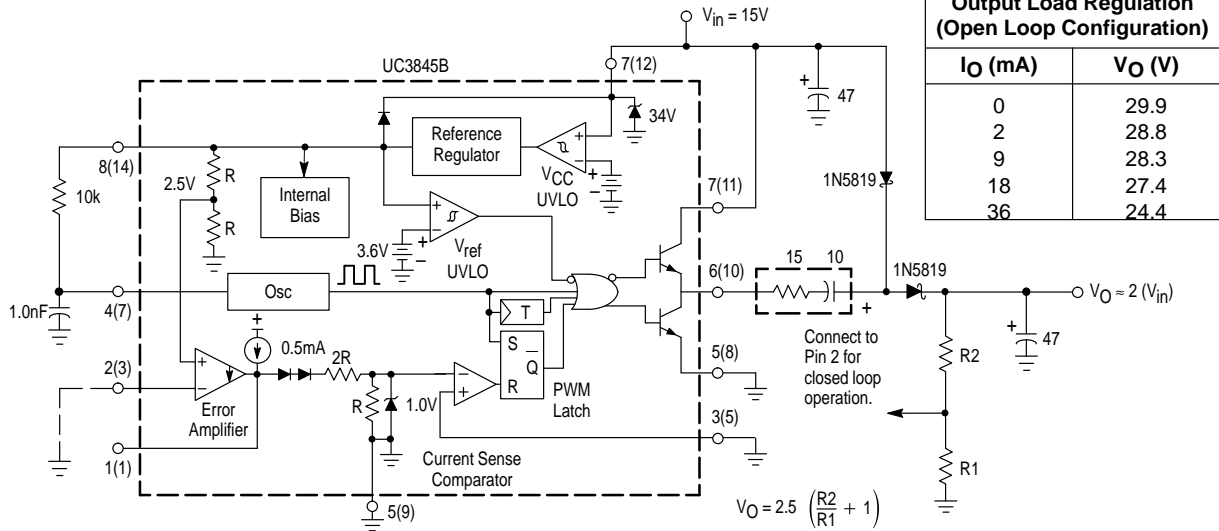 Output Load Regulation
(Open Loop Configuration)
IO (mA) VO (V)
0 29.9
2 28.8
9 28.3
18 27.4
36 24.4
Vin = 15V
UC3845B
7(12)
34V
+ 47
8(14)
Reference
Regulator
+
−
VCC
UVLO
+
−
1N5819
10k
2.5V
R
R
Internal
Bias
7(11)
+
−
3.6V
+
−
Vref
UVLO
15 10
6(10)
+
1N5819
VO ≈ 2 (Vin)
1.0nF
4(7)
Osc
T
+
0.5mA
S
R
Q
PWM
Latch
5(8)
Connect to
Pin 2 for
closed loop
operation.
R2
+ 47
2(3)
+
−
Error
Amplifier
2R
R
1.0V
−
+
3(5)
1(1)
Current Sense
Comparator
R1
5(9)
VO = 2.5 (R2/R1 + 1)